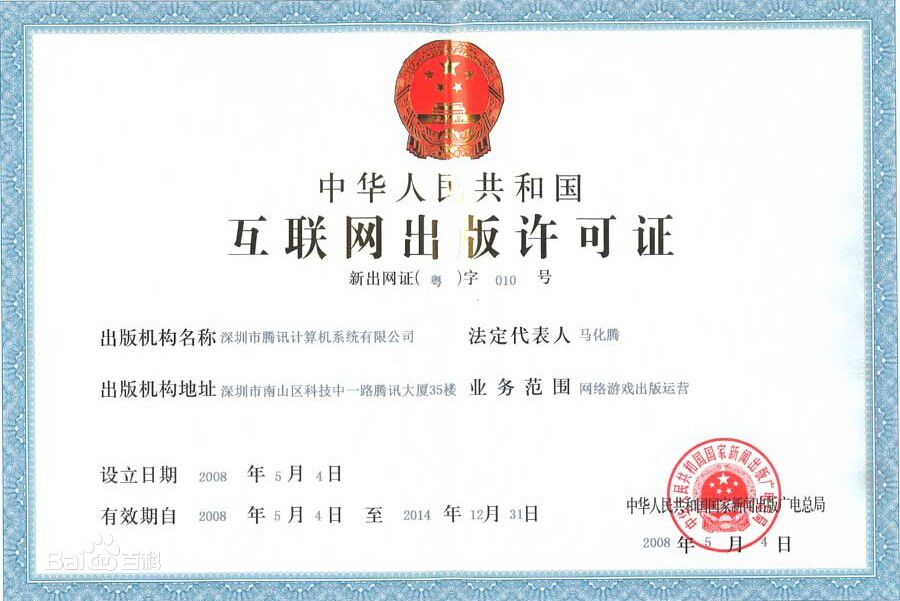 中华人民共和国
互联网出版许可证
新出网证(粤)字 010 号
出版机构名称 深圳市腾讯计算机系统有限公司 法定代表人 马化腾
出版机构地址 深圳市南山区科技中一路腾讯大厦35楼 业务范围 网络游戏出版运营
设立日期 2008 年 5 月 4 日
有效期自 2008 年 5 月 4 日 至 2014 年 12 月 31 日
中华人民共和国国家新闻出版广电总局
中华人民共和国国家新闻出版广电总局
2008 年 5 月 4 日
Baidu百科